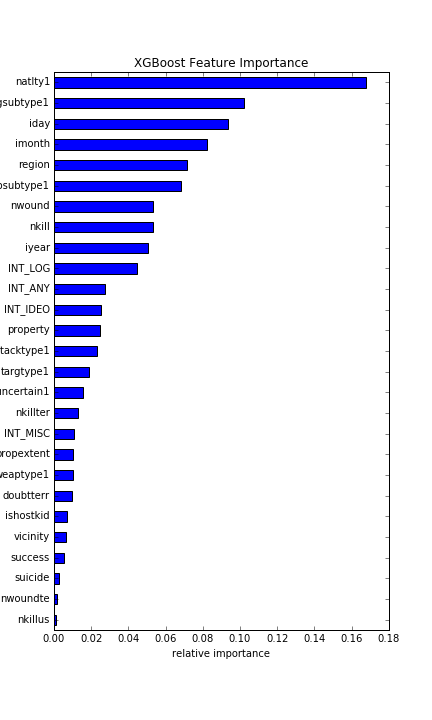 XGBoost Feature Importance
natlty1
gsubtype1
iday
imonth
region
osubtype1
nwound
nkill
iyear
INT_LOG
INT_ANY
INT_IDEO
property
tacktype1
targtype1
uncertain1
nkillter
INT_MISC
propextent
weaptype1
doubtterr
ishostkid
vicinity
success
suicide
nwoundte
nkillus
0.00 0.02 0.04 0.06 0.08 0.10 0.12 0.14 0.16 0.18
relative importance